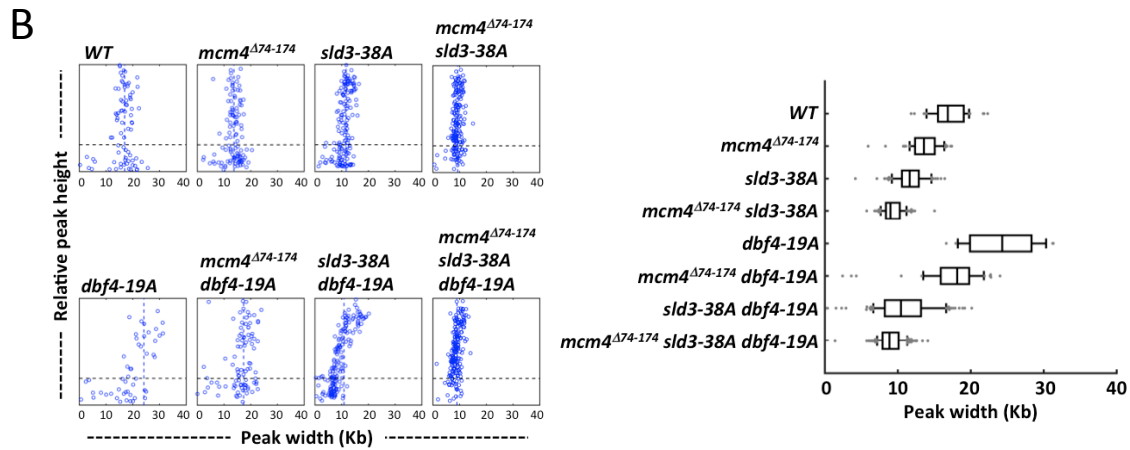 B
WT
mcm4Δ74-174
sld3-38A
mcm4Δ74-174
sld3-38A
0 10 20 30 40
0 10 20 30 40
0 10 20 30 40
0 10 20 30 40
Relative peak height
dbf4-19A
mcm4Δ74-174
dbf4-19A
sld3-38A
dbf4-19A
mcm4Δ74-174
sld3-38A
dbf4-19A
0 10 20 30 40
0 10 20 30 40
0 10 20 30 40
0 10 20 30 40
Peak width (Kb)
WT
mcm4Δ74-174
sld3-38A
mcm4Δ74-174 sld3-38A
dbf4-19A
mcm4Δ74-174 dbf4-19A
sld3-38A dbf4-19A
mcm4Δ74-174 sld3-38A dbf4-19A
0 10 20 30 40
Peak width (Kb)